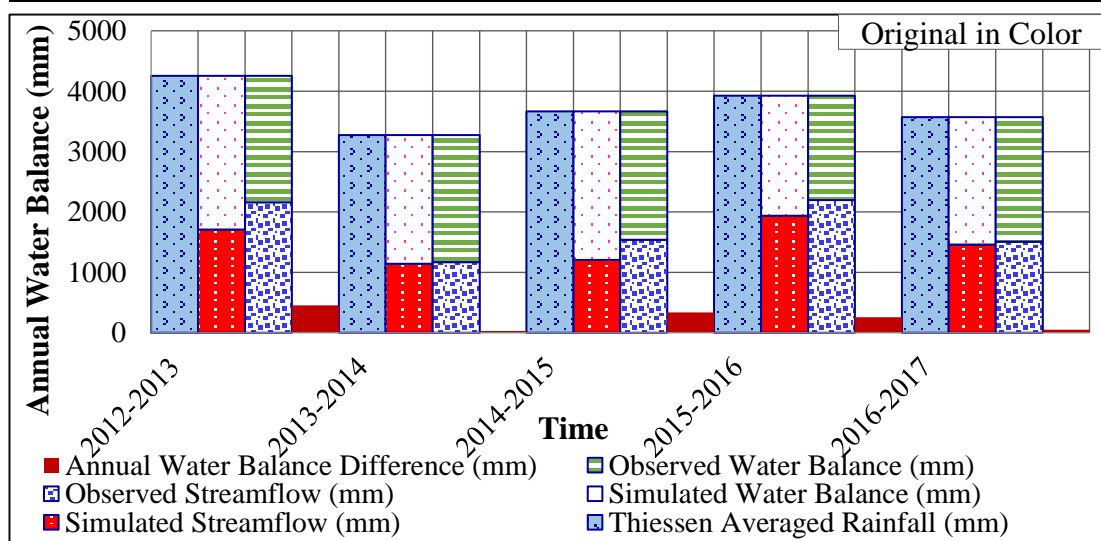 Original in Color
Annual Water Balance (mm)
5000
4000
3000
2000
1000
0
2012-2013
2013-2014
2014-2015
2015-2016
2016-2017
Time
Annual Water Balance Difference (mm)
Observed Water Balance (mm)
Observed Streamflow (mm)
Simulated Water Balance (mm)
Simulated Streamflow (mm)
Thiessen Averaged Rainfall (mm)